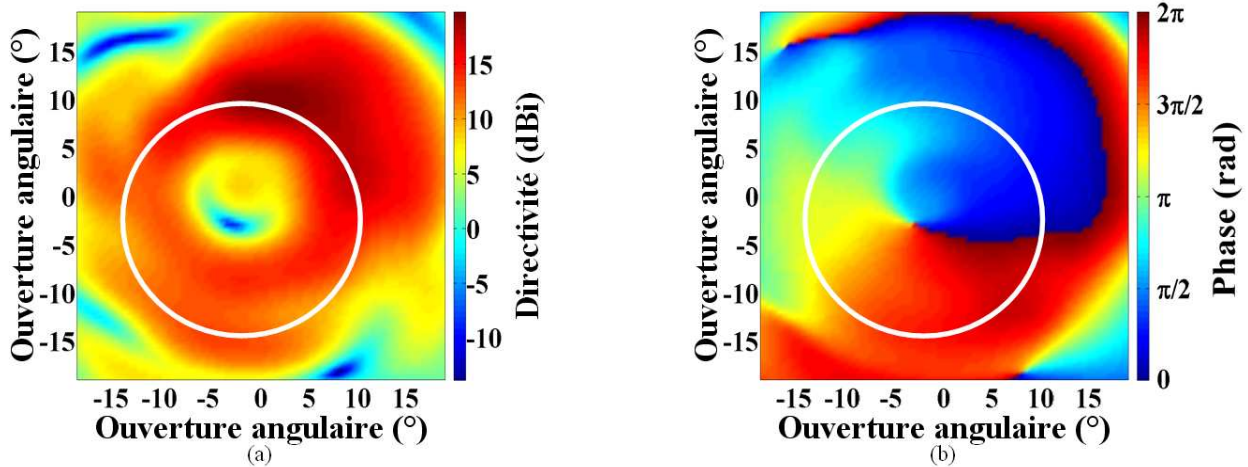 Ouverture angulaire (°)
15
10
5
0
-5
-10
-15
-15 -10 -5 0 5 10 15
Ouverture angulaire (°)
(a)
15
10
5
0
-5
-10
Directivité (dBi)
Ouverture angulaire (°)
15
10
5
0
-5
-10
-15
-15 -10 -5 0 5 10 15
Ouverture angulaire (°)
(b)
2π
3π/2
π
π/2
0
Phase (rad)